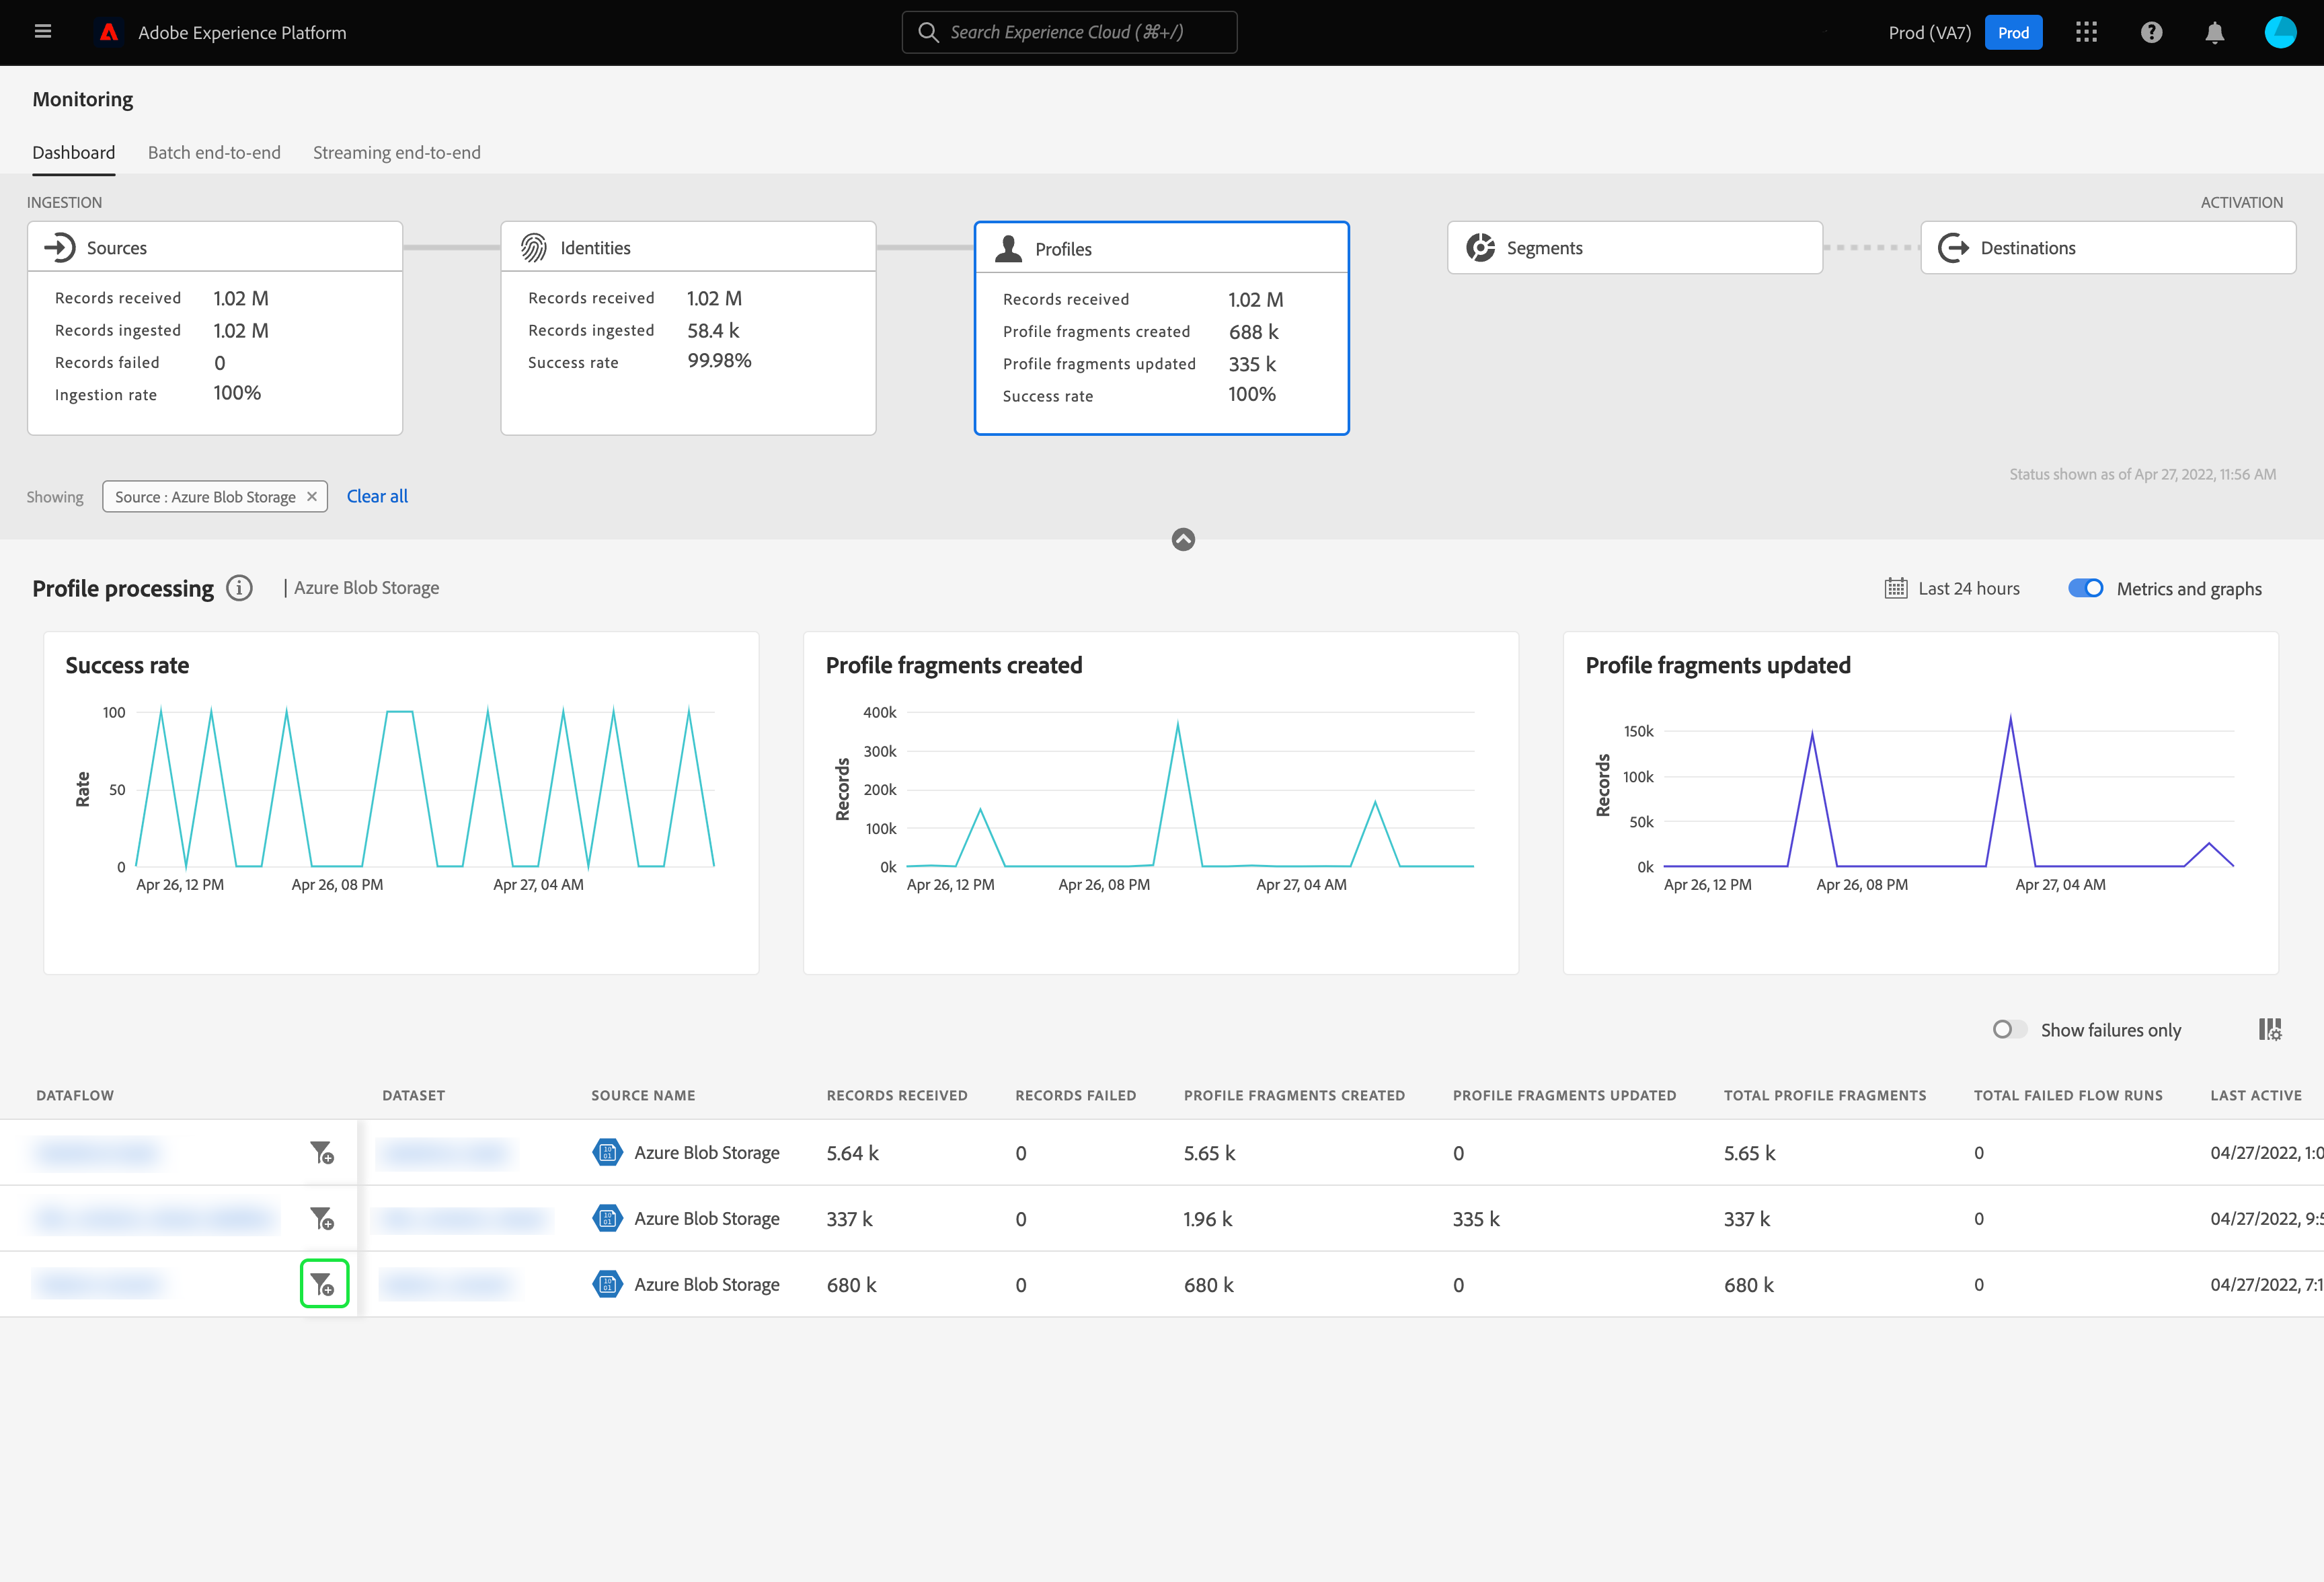 Adobe Experience Platform
Search Experience Cloud (⌘+/)
Prod (VA7)
Prod
Monitoring
Dashboard
Batch end-to-end
Streaming end-to-end
INGESTION
ACTIVATION
Sources
Records received 1.02 M
Records ingested 1.02 M
Records failed 0
Ingestion rate 100%
Identities
Records received 1.02 M
Records ingested 58.4 k
Success rate 99.98%
Profiles
Records received 1.02 M
Profile fragments created 688 k
Profile fragments updated 335 k
Success rate 100%
Segments
Destinations
Status shown as of Apr 27, 2022, 11:56 AM
Showing
Source : Azure Blob Storage
Clear all
Profile processing
| Azure Blob Storage
Last 24 hours
Metrics and graphs
Success rate
Rate
100
50
0
Apr 26, 12 PM
Apr 26, 08 PM
Apr 27, 04 AM
Profile fragments created
Records
400k
300k
200k
100k
0k
Apr 26, 12 PM
Apr 26, 08 PM
Apr 27, 04 AM
Profile fragments updated
Records
150k
100k
50k
0k
Apr 26, 12 PM
Apr 26, 08 PM
Apr 27, 04 AM
Show failures only
DATAFLOW DATASET SOURCE NAME RECORDS RECEIVED RECORDS FAILED PROFILE FRAGMENTS CREATED PROFILE FRAGMENTS UPDATED TOTAL PROFILE FRAGMENTS TOTAL FAILED FLOW RUNS LAST ACTIVE
Azure Blob Storage 5.64 k 0 5.65 k 0 5.65 k 0 04/27/2022, 1:0
Azure Blob Storage 337 k 0 1.96 k 335 k 337 k 0 04/27/2022, 9:5
Azure Blob Storage 680 k 0 680 k 0 680 k 0 04/27/2022, 7:1